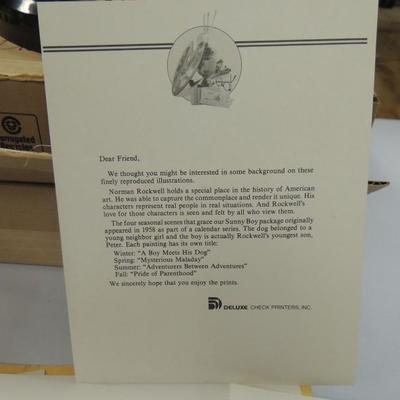 Corrugated
Recycles
Dear Friend,
We thought you might be interested in some background on these
finely reproduced illustrations.
Norman Rockwell holds a special place in the history of American
art. He was able to capture the commonplace and render it unique. His
characters represent real people in real situations. And Rockwell's
love for those characters is seen and felt by all who view them.
The four seasonal scenes that grace our Sunny Boy package originally
appeared in 1958 as part of a calendar series. The dog belonged to a
young neighbor girl and the boy is actually Rockwell's youngest son,
Peter. Each painting has its own title:
Winter: "A Boy Meets His Dog"
Spring: "Mysterious Maladay"
Summer: "Adventurers Between Adventures"
Fall: "Pride of Parenthood"
We sincerely hope that you enjoy the prints.
DELUXE CHECK PRINTERS, INC.